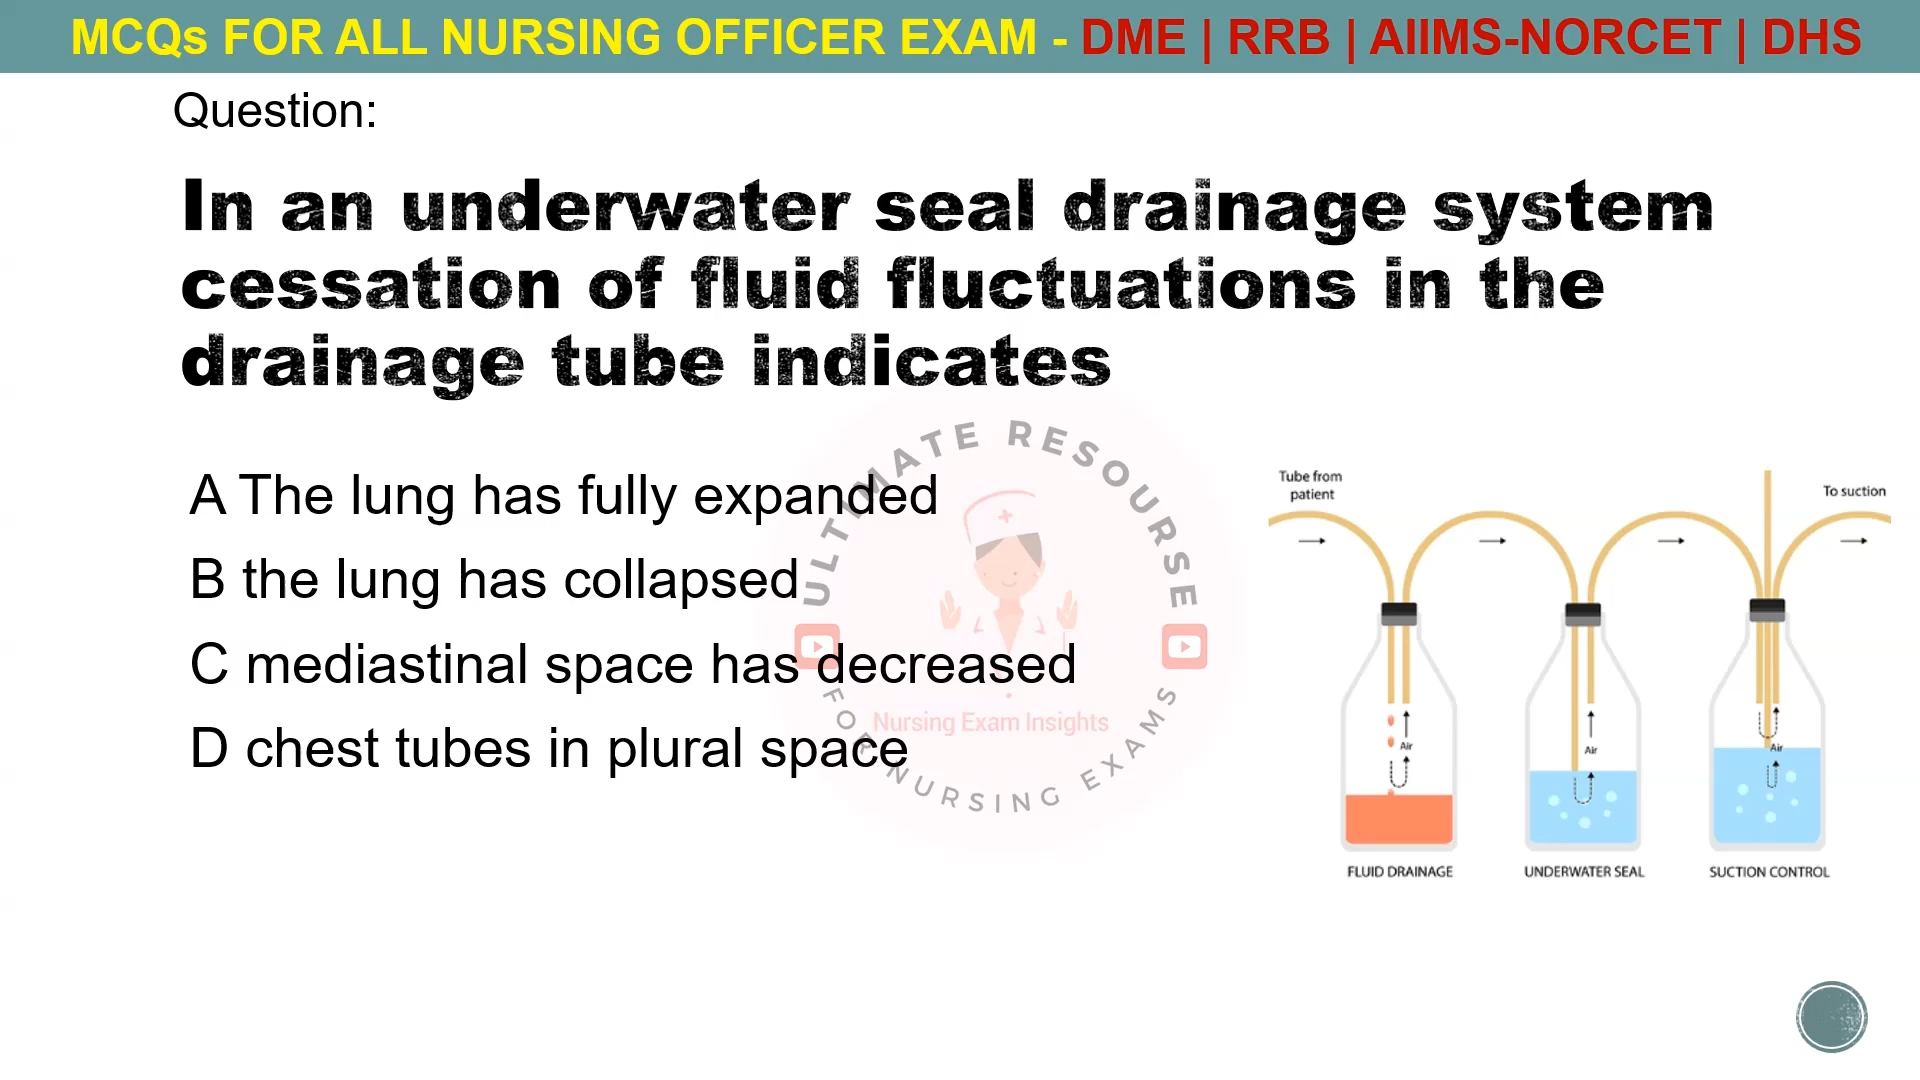 MCQs FOR ALL NURSING OFFICER EXAM - DME | RRB | AIIMS-NORCET | DHS
Question:
In an underwater seal drainage system
cessation of fluid fluctuations in the
drainage tube indicates
A The lung has fully expanded
B the lung has collapsed
C mediastinal space has decreased
D chest tubes in plural space
ULTIMATE RESOURSE
Nursing Exam Insights
FOR NURSING EXAMS
Tube from
patient
To suction
Air
Air
Air
FLUID DRAINAGE
UNDERWATER SEAL
SUCTION CONTROL